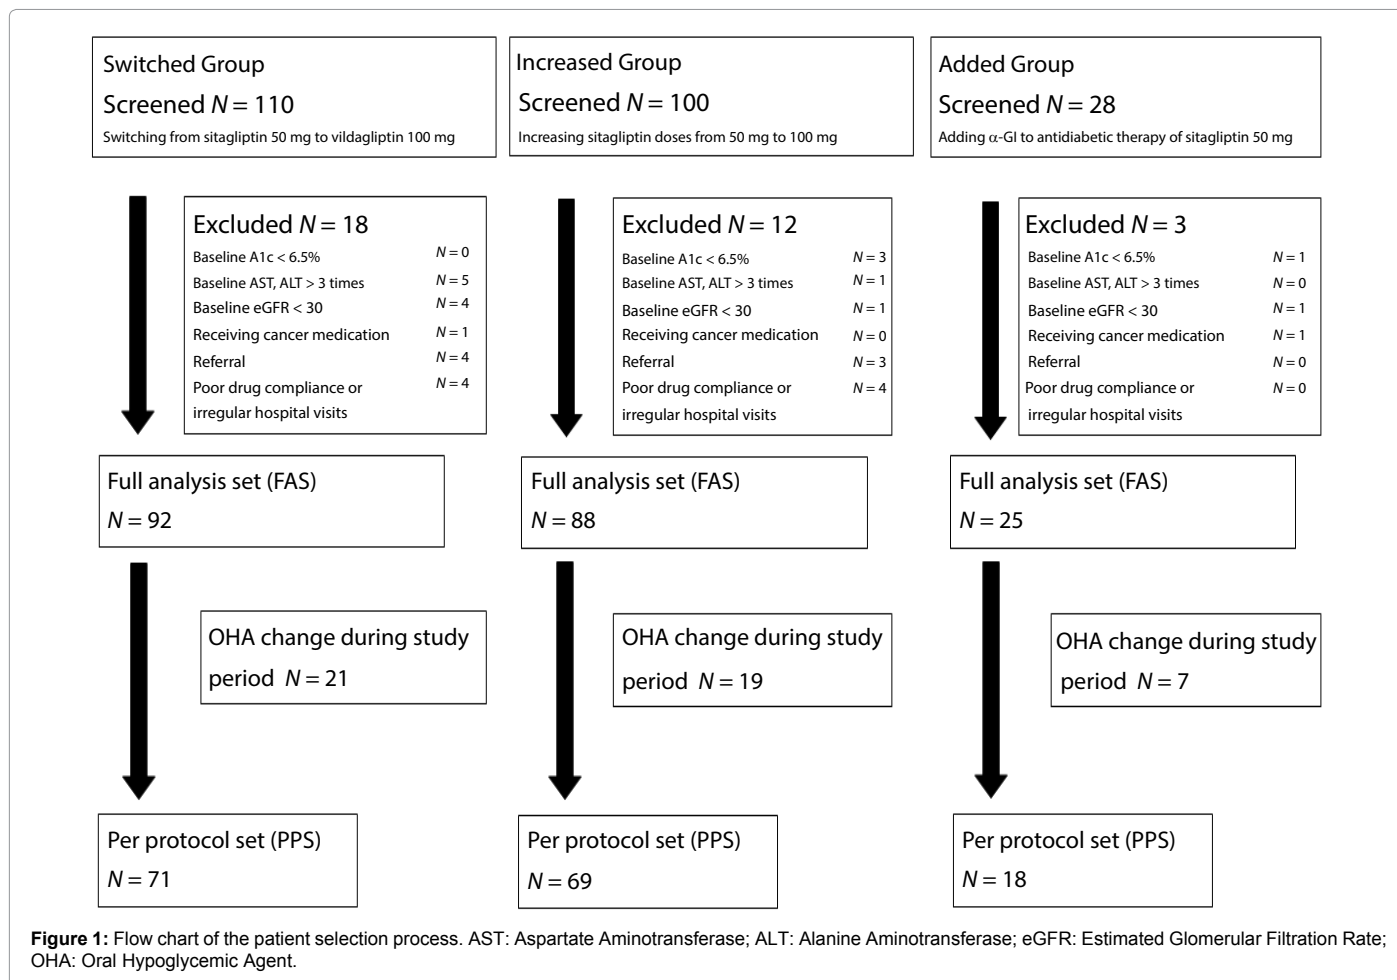 Switched Group
Screened N = 110
Switching from sitagliptin 50 mg to vildagliptin 100 mg
Increased Group
Screened N = 100
Increasing sitagliptin doses from 50 mg to 100 mg
Added Group
Screened N = 28
Adding α-GI to antidiabetic therapy of sitagliptin 50 mg
Excluded N = 18
Baseline A1c < 6.5% N = 0
Baseline AST, ALT > 3 times N = 5
Baseline eGFR < 30 N = 4
Receiving cancer medication N = 1
Referral N = 4
Poor drug compliance or N = 4
irregular hospital visits
Excluded N = 12
Baseline A1c < 6.5% N = 3
Baseline AST, ALT > 3 times N = 1
Baseline eGFR < 30 N = 1
Receiving cancer medication N = 0
Referral N = 3
Poor drug compliance or N = 4
irregular hospital visits
Excluded N = 3
Baseline A1c < 6.5% N = 1
Baseline AST, ALT > 3 times N = 0
Baseline eGFR < 30 N = 1
Receiving cancer medication N = 1
Referral N = 0
Poor drug compliance or N = 0
irregular hospital visits
Full analysis set (FAS)
N = 92
Full analysis set (FAS)
N = 88
Full analysis set (FAS)
N = 25
OHA change during study
period N = 21
OHA change during study
period N = 19
OHA change during study
period N = 7
Per protocol set (PPS)
N = 71
Per protocol set (PPS)
N = 69
Per protocol set (PPS)
N = 18
Figure 1: Flow chart of the patient selection process. AST: Aspartate Aminotransferase; ALT: Alanine Aminotransferase; eGFR: Estimated Glomerular Filtration Rate;
OHA: Oral Hypoglycemic Agent.